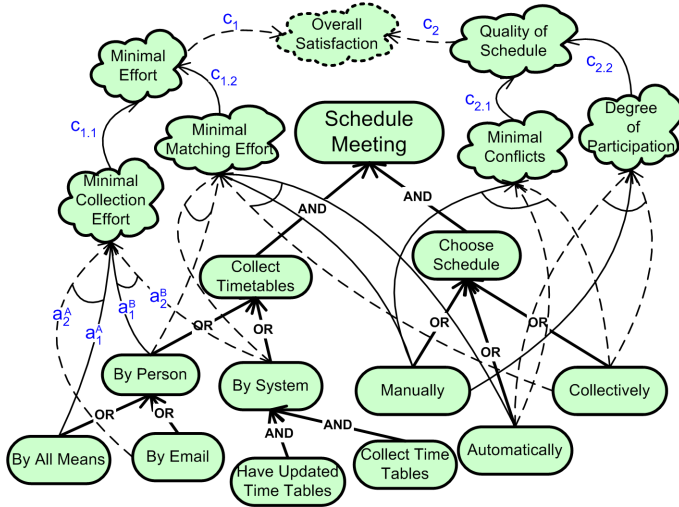 Overall
Satisfaction
Quality of
Schedule
Minimal
Effort
c1
c2
c1.2
c2.2
c2.1
c1.1
Schedule
Meeting
Minimal
Matching Effort
Minimal
Conflicts
Degree
of
Participation
Minimal
Collection
Effort
AND
AND
Collect
Timetables
Choose
Schedule
a2A
a1A
a1B
a2B
OR
OR
OR
OR
OR
By Person
By System
Manually
Collectively
OR
OR
AND
AND
By All Means
By Email
Have Updated
Time Tables
Collect Time
Tables
Automatically